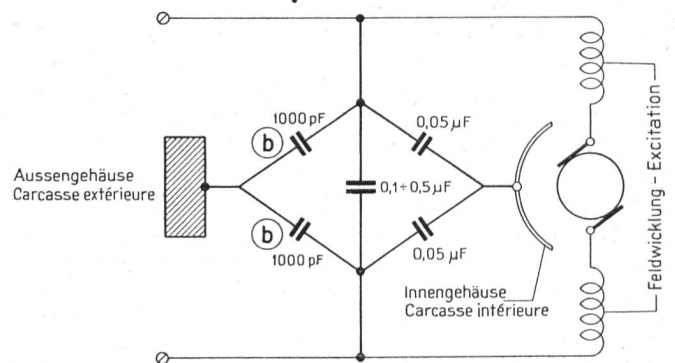 1000 pF
b
0,05 µF
Aussengehäuse
Carcasse extérieure
0,1÷0,5 µF
b
1000 pF
0,05 µF
Innengehäuse
Carcasse intérieure
Feldwicklung - Excitation